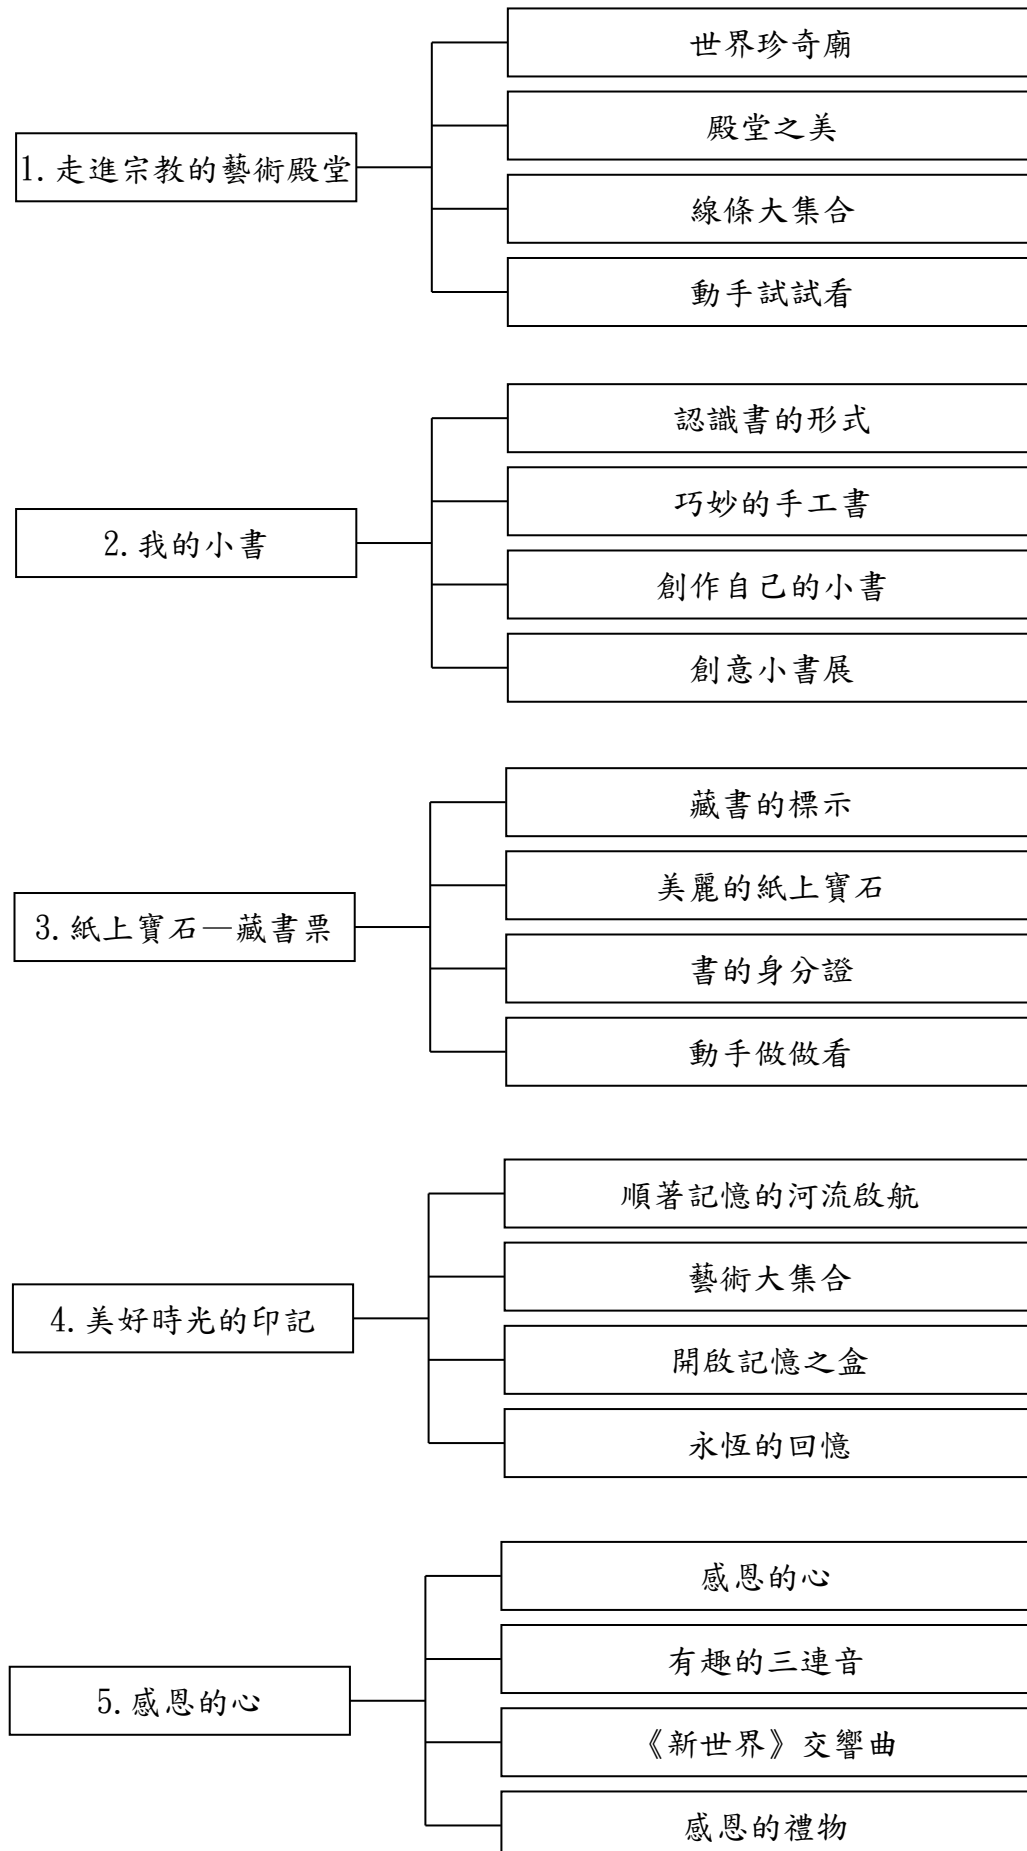 1.走進宗教的藝術殿堂
世界珍奇廟
殿堂之美
線條大集合
動手試試看
2.我的小書
認識書的形式
巧妙的手工書
創作自己的小書
創意小書展
3.紙上寶石—藏書票
藏書的標示
美麗的紙上寶石
書的身分證
動手做做看
4.美好時光的印記
順著記憶的河流啟航
藝術大集合
開啟記憶之盒
永恆的回憶
5.感恩的心
感恩的心
有趣的三連音
《新世界》交響曲
感恩的禮物